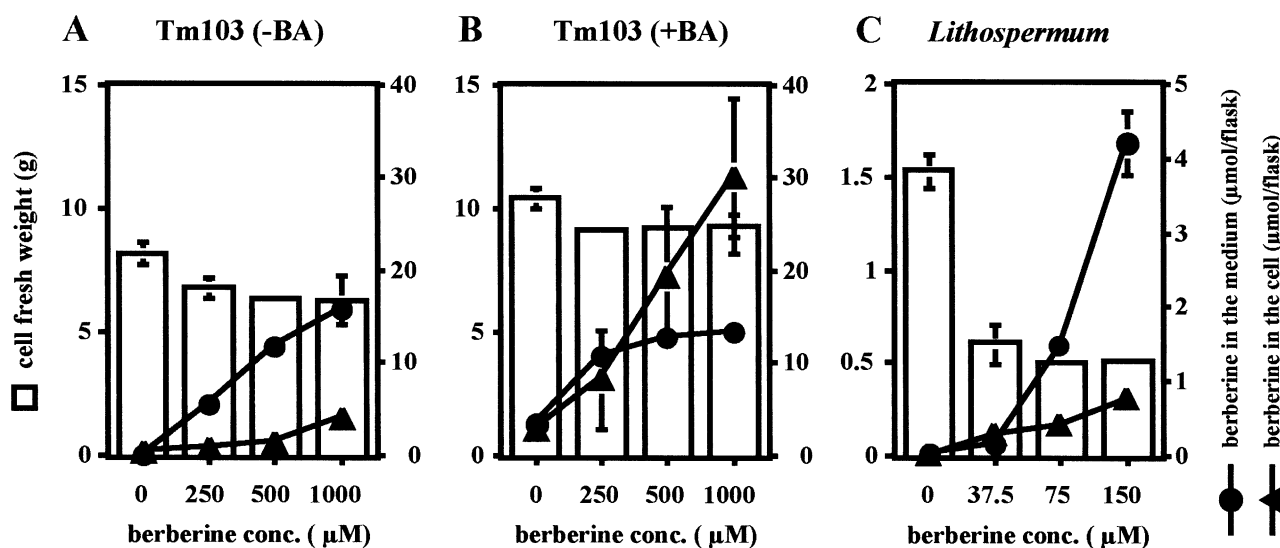 A Tm103 (-BA)
B Tm103 (+BA)
C Lithospermum
cell fresh weight (g)
15
10
5
0
40
30
20
10
0
0 250 500 1000
berberine conc. ( µM)
15
10
5
0
40
30
20
10
0
0 250 500 1000
berberine conc. ( µM)
2
1.5
1
0.5
0
5
4
3
2
1
0
0 37.5 75 150
berberine conc. ( µM)
berberine in the medium (µmol/flask)
berberine in the cell (µmol/flask)